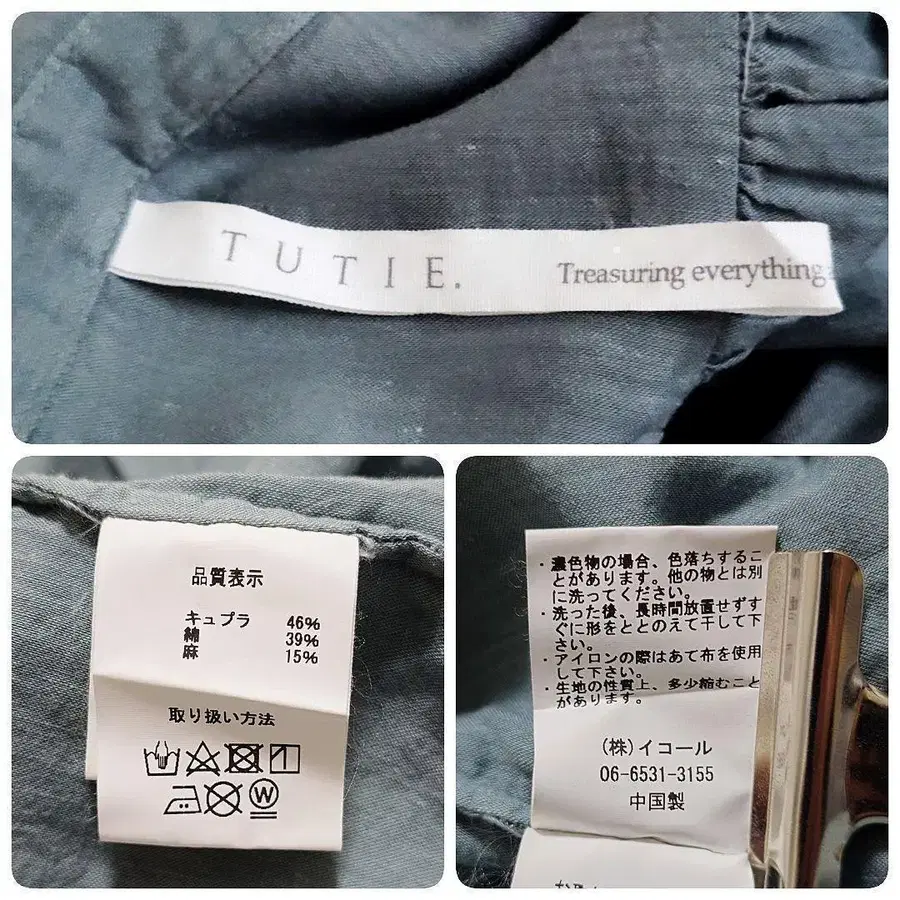 TUTIE.
Treasuring everything
品質表示
キュプラ 46%
綿 39%
麻 15%
取り扱い方法
W
・濃色物の場合、色落ちするこ
とがあります。他の物とは別
に洗ってください。
・洗った後、長時間放置せずす
ぐに形をととのえて干して下
さい。
・アイロンの際はあて布を使用
して下さい。
・生地の性質上、多少縮むこと
があります。
(株)イコール
06-6531-3155
中国製